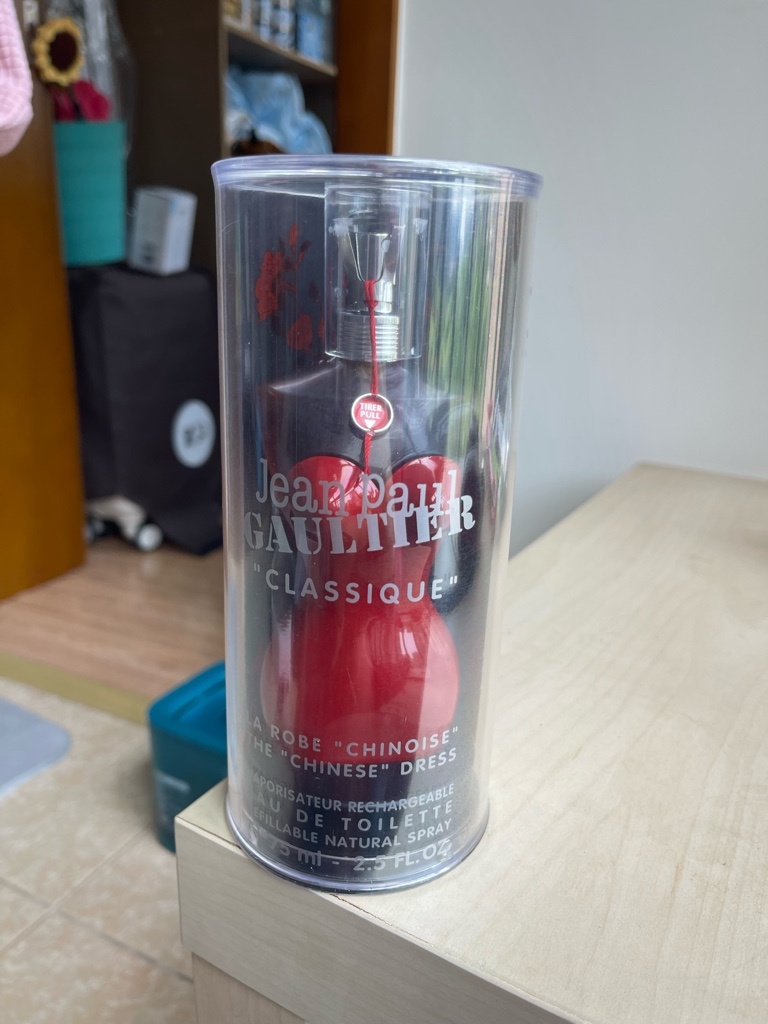 TIRER
PULL
Jean Paul
GAULTIER
"CLASSIQUE"
LA ROBE "CHINOISE"
THE "CHINESE" DRESS
VAPORISATEUR RECHARGEABLE
EAU DE TOILETTE
REFILLABLE NATURAL SPRAY
75 ml - 2.5 FL.OZ